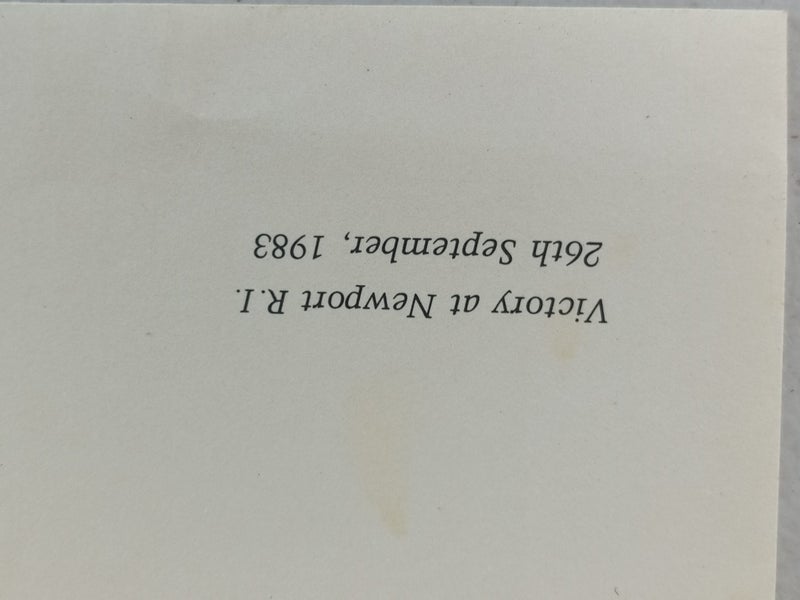 Victory at Newport R.I.
26th September, 1983